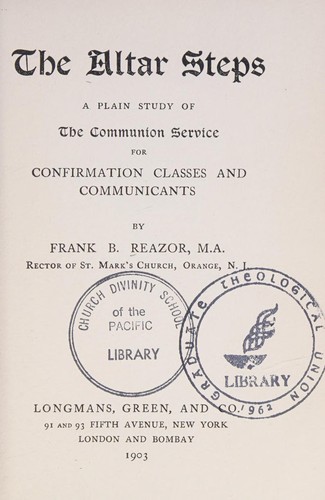 The Altar Steps
A PLAIN STUDY OF
The Communion Service
FOR
CONFIRMATION CLASSES AND
COMMUNICANTS
BY
FRANK B. REAZOR, M.A.
RECTOR OF ST. MARK'S CHURCH, ORANGE, N. J.
CHURCH DIVINITY SCHOOL
of the
PACIFIC
LIBRARY
GRADUATE THEOLOGICAL UNION
LIBRARY
1962
LONGMANS, GREEN, AND CO.
91 AND 93 FIFTH AVENUE, NEW YORK
LONDON AND BOMBAY
1903